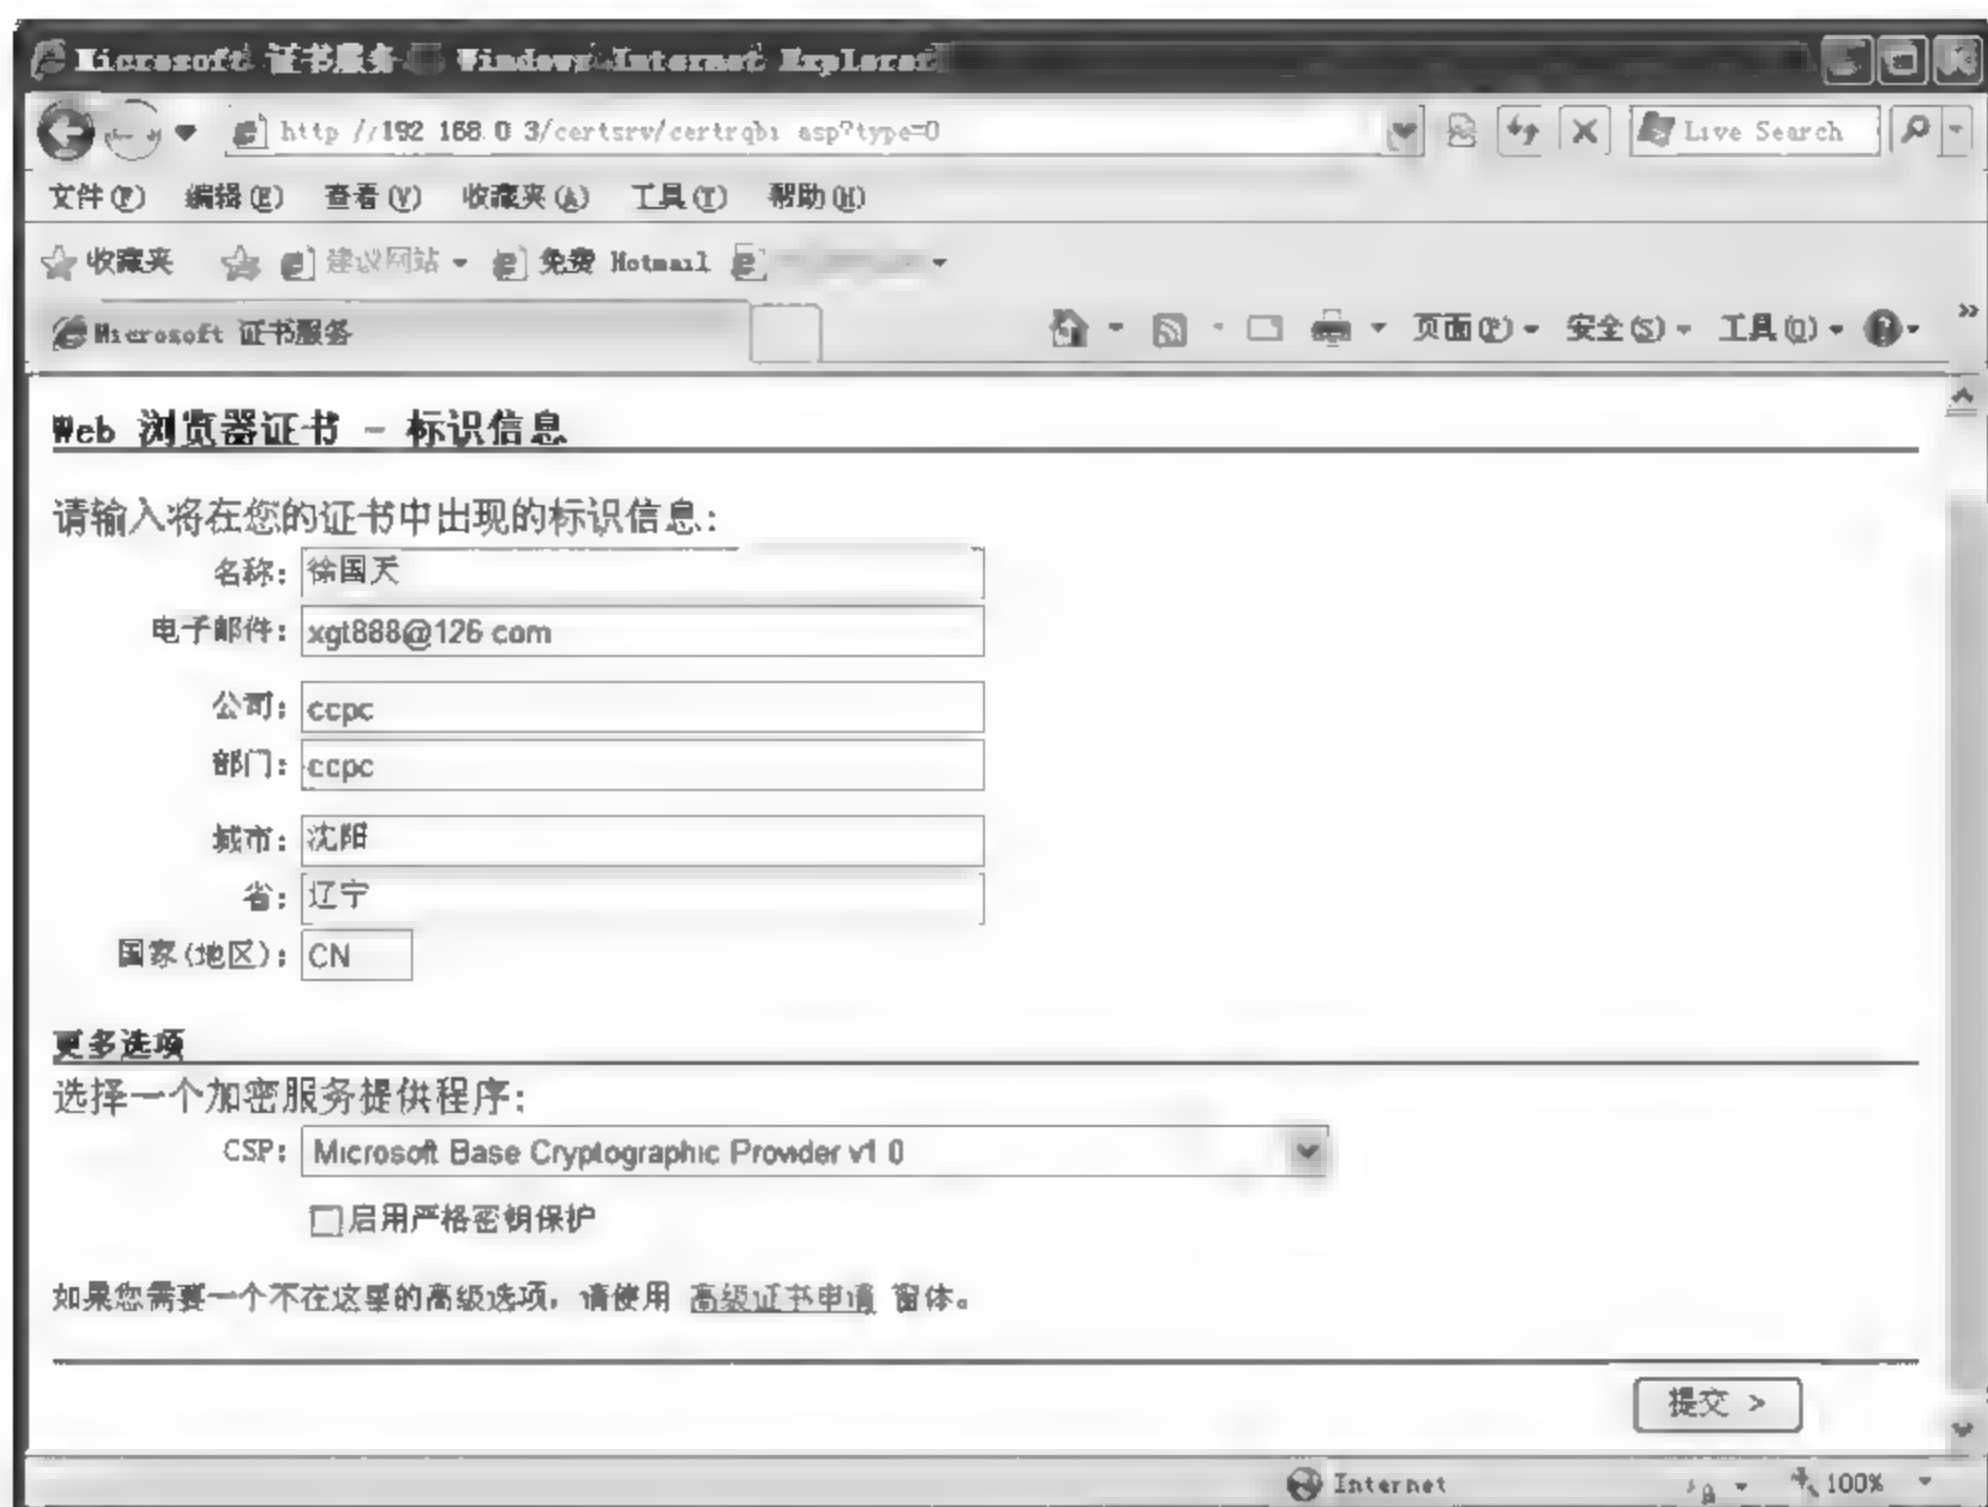 Microsoft 证书服务 - Windows Internet Explorer
http //192 168 0 3/certsrv/certrqbi asp?type=0
Live Search
文件(F) 编辑(E) 查看(V) 收藏夹(A) 工具(T) 帮助(H)
收藏夹 建议网站 免费 Hotmail
Microsoft 证书服务
页面(P) 安全(S) 工具(O)
Web 浏览器证书 - 标识信息
请输入将在您的证书中出现的标识信息:
名称: 徐国天
电子邮件: xgt888@126 com
公司: ccpc
部门: ccpc
城市: 沈阳
省: 辽宁
国家(地区): CN
更多选项
选择一个加密服务提供程序:
CSP: Microsoft Base Cryptographic Provider v1 0
启用严格密钥保护
如果您需要一个不在这里的高级选项, 请使用 高级证书申请 窗体。
提交 >
Internet
100%